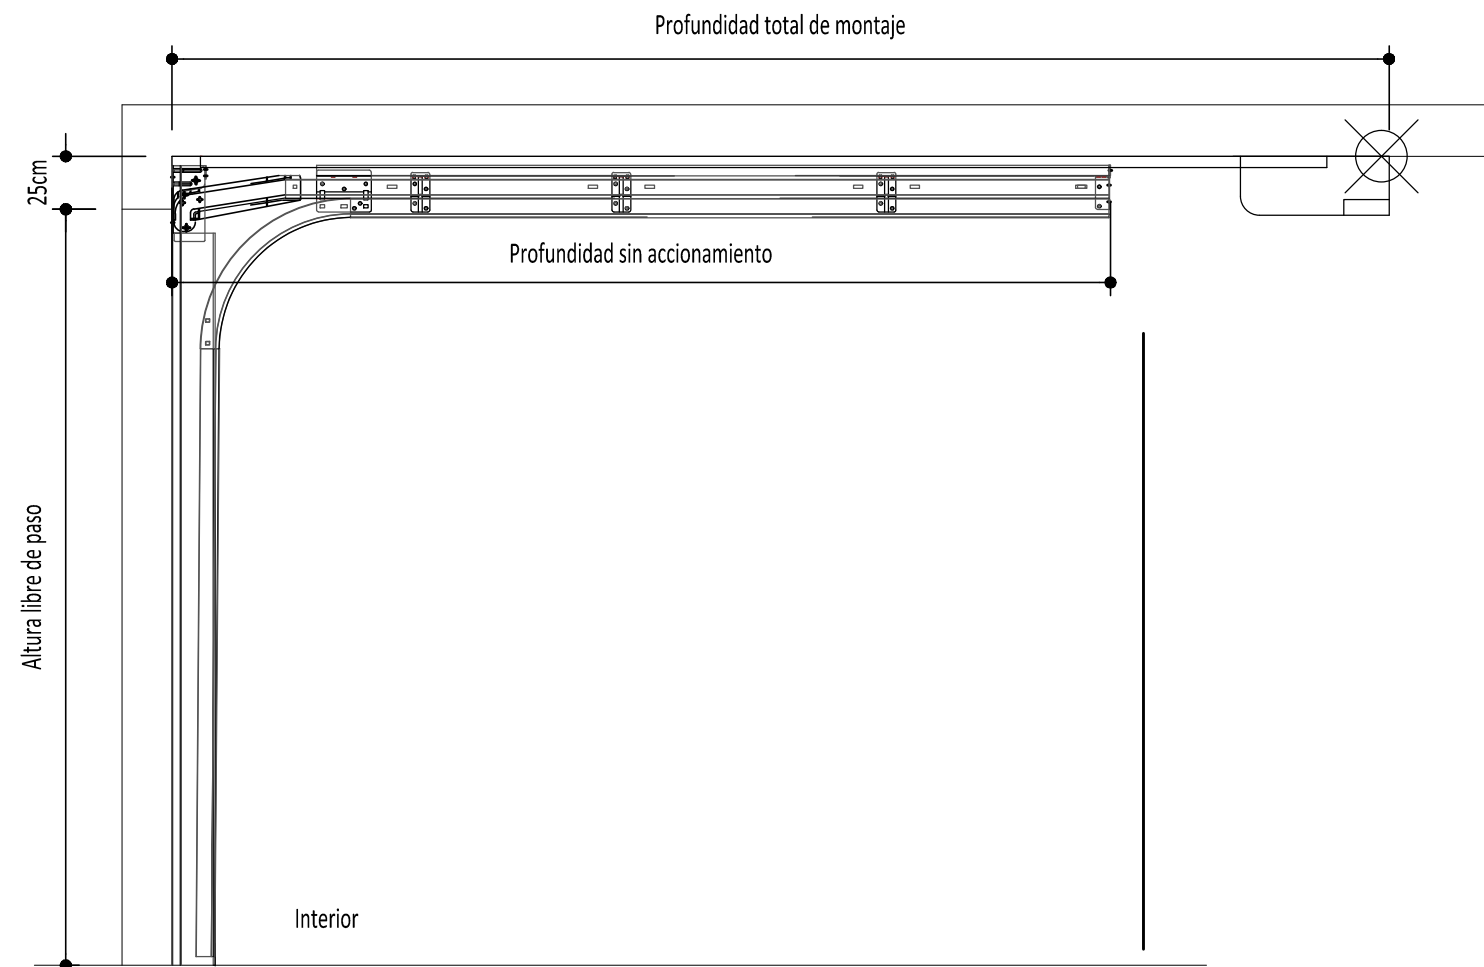 Profundidad total de montaje
25cm
Profundidad sin accionamiento
Altura libre de paso
Interior